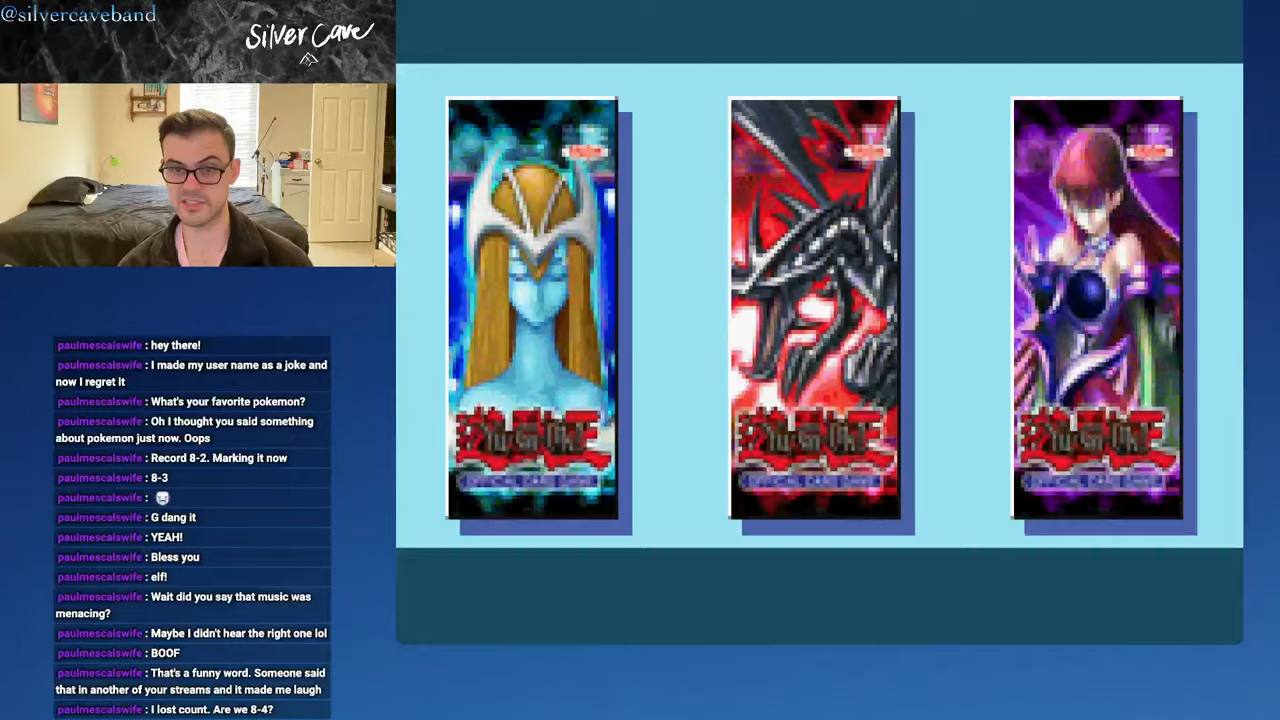 @silvercaveband
Silver Cave
paulmescalswife : hey there!
paulmescalswife : I made my user name as a joke and
now I regret it
paulmescalswife : What's your favorite pokemon?
paulmescalswife : Oh I thought you said something
about pokemon just now. Oops
paulmescalswife : Record 8-2. Marking it now
paulmescalswife : 8-3
paulmescalswife :
paulmescalswife : G dang it
paulmescalswife : YEAH!
paulmescalswife : Bless you
paulmescalswife : elf!
paulmescalswife : Wait did you say that music was
menacing?
paulmescalswife : Maybe I didn't hear the right one lol
paulmescalswife : BOOF
paulmescalswife : That's a funny word. Someone said
that in another of your streams and it made me laugh
paulmescalswife : I lost count. Are we 8-4?